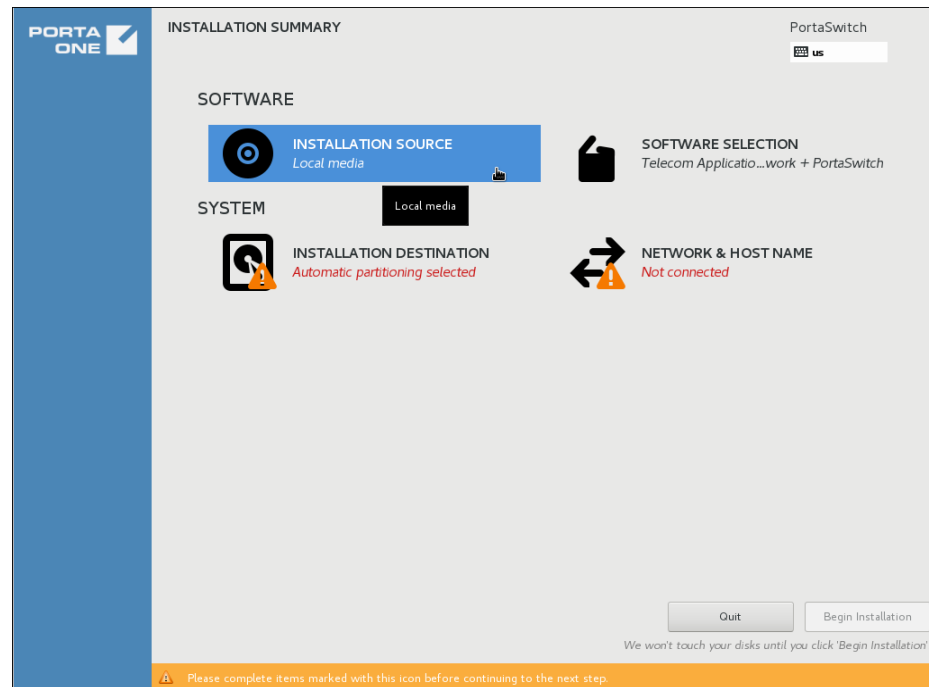 PORTA
ONE
INSTALLATION SUMMARY
PortaSwitch
us
SOFTWARE
INSTALLATION SOURCE
Local media
SOFTWARE SELECTION
Telecom Applicatio...work + PortaSwitch
Local media
SYSTEM
INSTALLATION DESTINATION
Automatic partitioning selected
NETWORK & HOST NAME
Not connected
Quit
Begin Installation
We won't touch your disks until you click 'Begin Installation'
Please complete items marked with this icon before continuing to the next step.